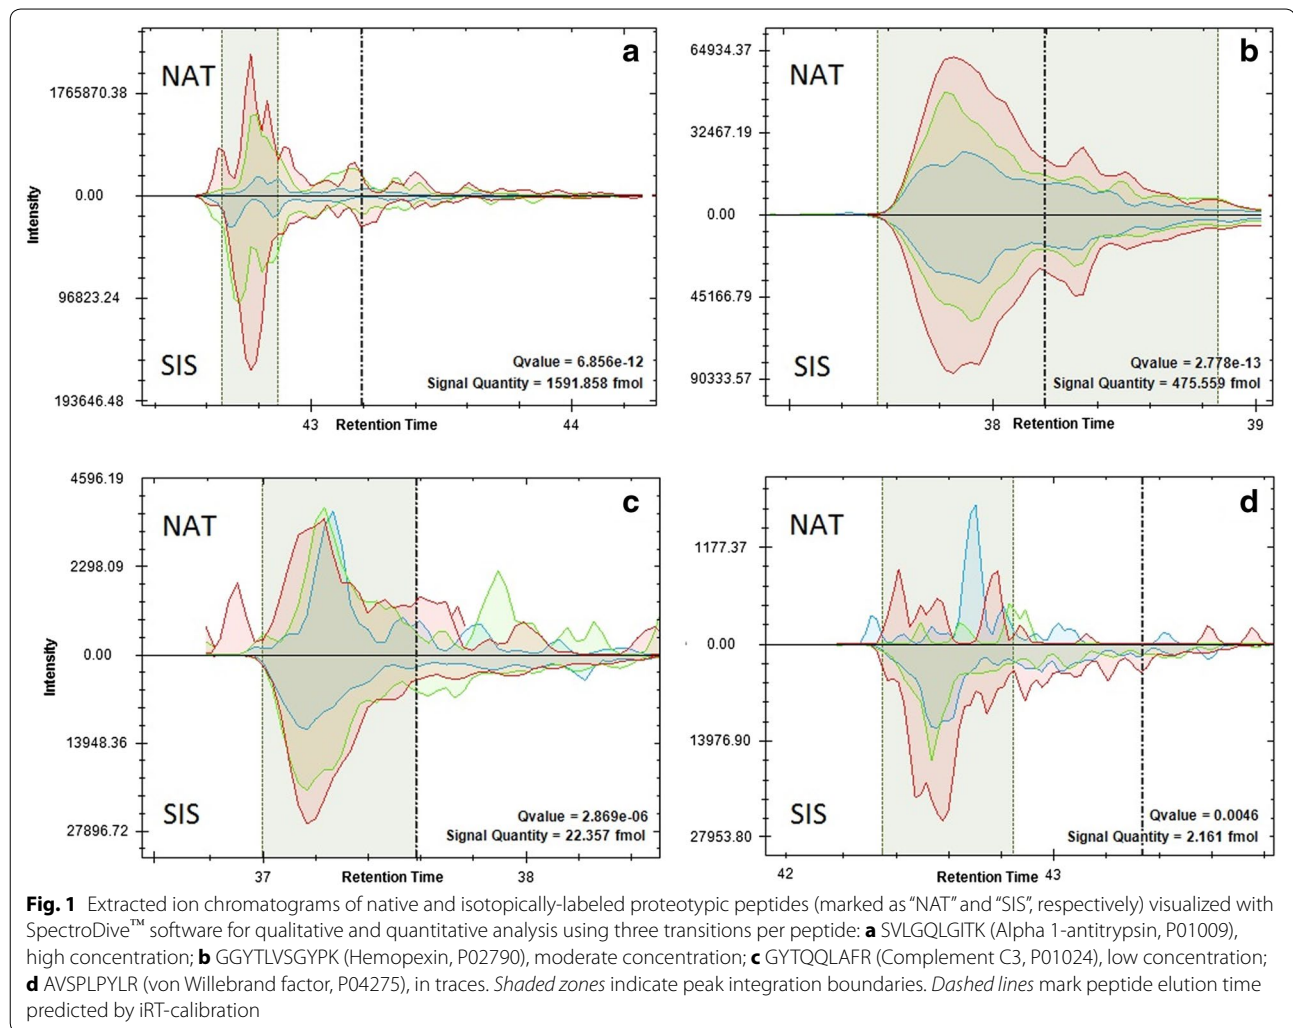 a
NAT
1765870.38
0.00
Intensity
96823.24
SIS
Qvalue = 6.856e-12
Signal Quantity = 1591.858 fmol
193646.48
43
Retention Time
44
b
64934.37
NAT
32467.19
0.00
45166.79
SIS
Qvalue = 2.778e-13
90333.57
Signal Quantity = 475.559 fmol
38
Retention Time
39
4596.19
c
NAT
2298.09
0.00
Intensity
13948.36
SIS
Qvalue = 2.869e-06
27896.72
Signal Quantity = 22.357 fmol
37
Retention Time
38
d
NAT
1177.37
0.00
13976.90
SIS
Qvalue = 0.0046
27953.80
Signal Quantity = 2.161 fmol
42
Retention Time
43
Fig. 1 Extracted ion chromatograms of native and isotopically-labeled proteotypic peptides (marked as “NAT” and “SIS”, respectively) visualized with
SpectroDive™ software for qualitative and quantitative analysis using three transitions per peptide: a SVLGQLGITK (Alpha 1-antitrypsin, P01009),
high concentration; b GGYTLVSGYPK (Hemopexin, P02790), moderate concentration; c GYTQQLAFR (Complement C3, P01024), low concentration;
d AVSPLPYLR (von Willebrand factor, P04275), in traces. Shaded zones indicate peak integration boundaries. Dashed lines mark peptide elution time
predicted by iRT-calibration